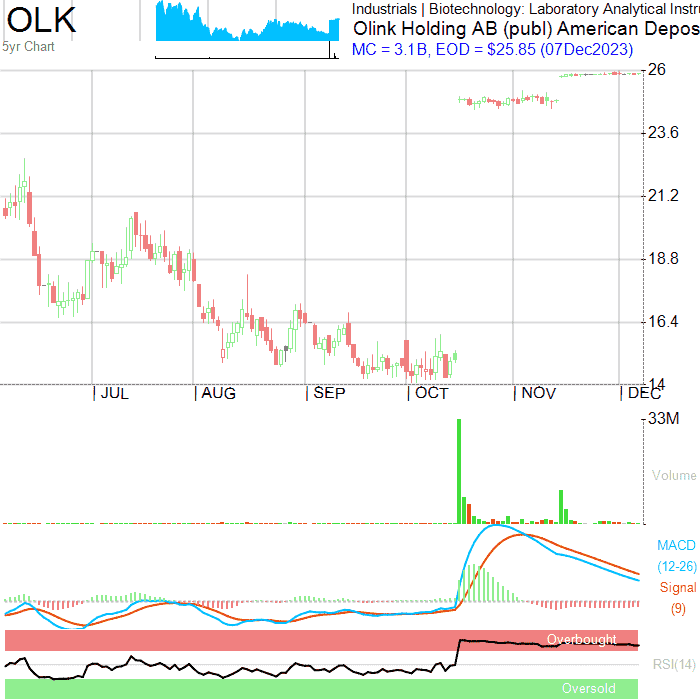 OLK
5yr Chart
Industrials | Biotechnology: Laboratory Analytical Instru
Olink Holding AB (publ) American Depos
MC = 3.1B, EOD = $25.85 (07Dec2023)
26
23.6
21.2
18.8
16.4
14
| JUL | AUG | SEP | OCT | NOV | DEC
33M
Volume
MACD
(12-26)
Signal
(9)
Overbought
RSI(14)
Oversold